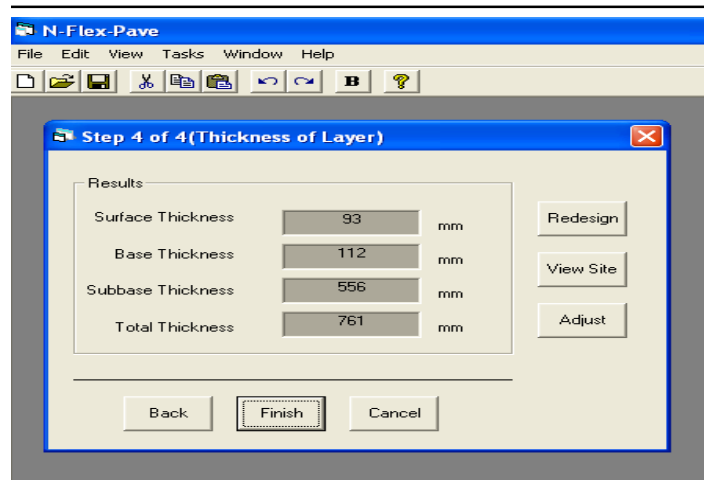 N-Flex-Pave
File Edit View Tasks Window Help
B ?
Step 4 of 4(Thickness of Layer)
Results
Surface Thickness 93 mm Redesign
Base Thickness 112 mm View Site
Subbase Thickness 556 mm
Total Thickness 761 mm Adjust
Back Finish Cancel